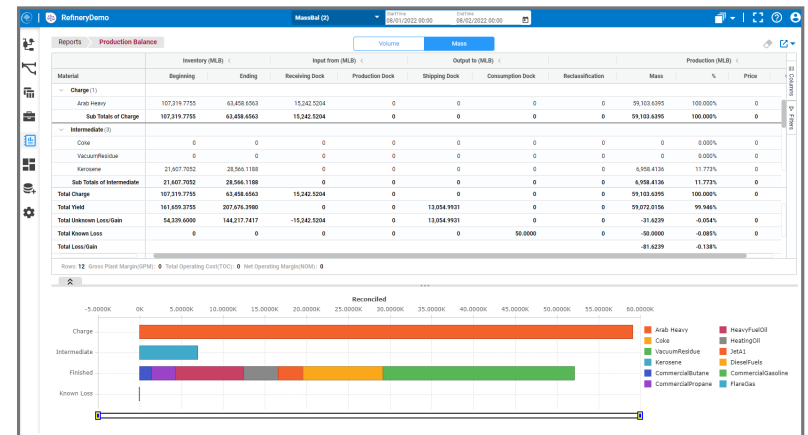 RefineryDemo
MassBal (2)
StartTime
08/01/2022 00:00
EndTime
08/02/2022 00:00
Reports Production Balance
Volume Mass
Inventory (MLB) Input from (MLB) Output to (MLB) Production (MLB)
Material Beginning Ending Receiving Dock Production Dock Shipping Dock Consumption Dock Reclassification Mass % Price
Charge (1)
Arab Heavy 107,319.7755 63,458.6563 15,242.5204 0 0 0 0 59,103.6395 100.000% 0
Sub Totals of Charge 107,319.7755 63,458.6563 15,242.5204 0 0 0 0 59,103.6395 100.000% 0
Intermediate (3)
Coke 0 0 0 0 0 0 0 0 0.000% 0
VacuumResidue 0 0 0 0 0 0 0 0 0.000% 0
Kerosene 21,607.7052 28,566.1188 0 0 0 0 0 6,958.4136 11.773% 0
Sub Totals of Intermediate 21,607.7052 28,566.1188 0 0 0 0 0 6,958.4136 11.773% 0
Total Charge 107,319.7755 63,458.6563 15,242.5204 0 0 0 0 59,103.6395 100.000% 0
Total Yield 161,659.3755 207,676.3980 0 0 13,054.9931 0 0 59,072.0156 99.946%
Total Unknown Loss/Gain 54,339.6000 144,217.7417 -15,242.5204 0 13,054.9931 0 0 -31.6239 -0.054% 0
Total Known Loss 0 0 0 0 0 50.0000 0 -50.0000 -0.085% 0
Total Loss/Gain -81.6239 -0.138%
Columns
Filters
Rows: 12 Gross Plant Margin(GPM): 0 Total Operating Cost(TOC): 0 Net Operating Margin(NOM): 0
Reconciled
-5.0000K 0K 5.0000K 10.0000K 15.0000K 20.0000K 25.0000K 30.0000K 35.0000K 40.0000K 45.0000K 50.0000K 55.0000K 60.0000K
Charge
Intermediate
Finished
Known Loss
Arab Heavy HeavyFuelOil
Coke HeatingOil
VacuumResidue JetA1
Kerosene DieselFuels
CommercialButane CommercialGasoline
CommercialPropane FlareGas